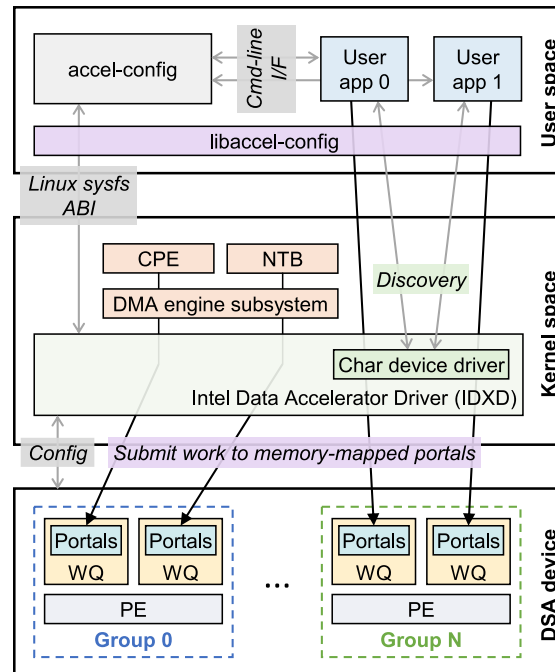 accel-config
Cmd-line
I/F
User
app 0
User
app 1
User space
libaccel-config
Linux sysfs
ABI
CPE
NTB
DMA engine subsystem
Discovery
Kernel space
Char device driver
Intel Data Accelerator Driver (IDXD)
Config
Submit work to memory-mapped portals
Portals
WQ
Portals
WQ
PE
Group 0
...
Portals
WQ
Portals
WQ
PE
Group N
DSA device